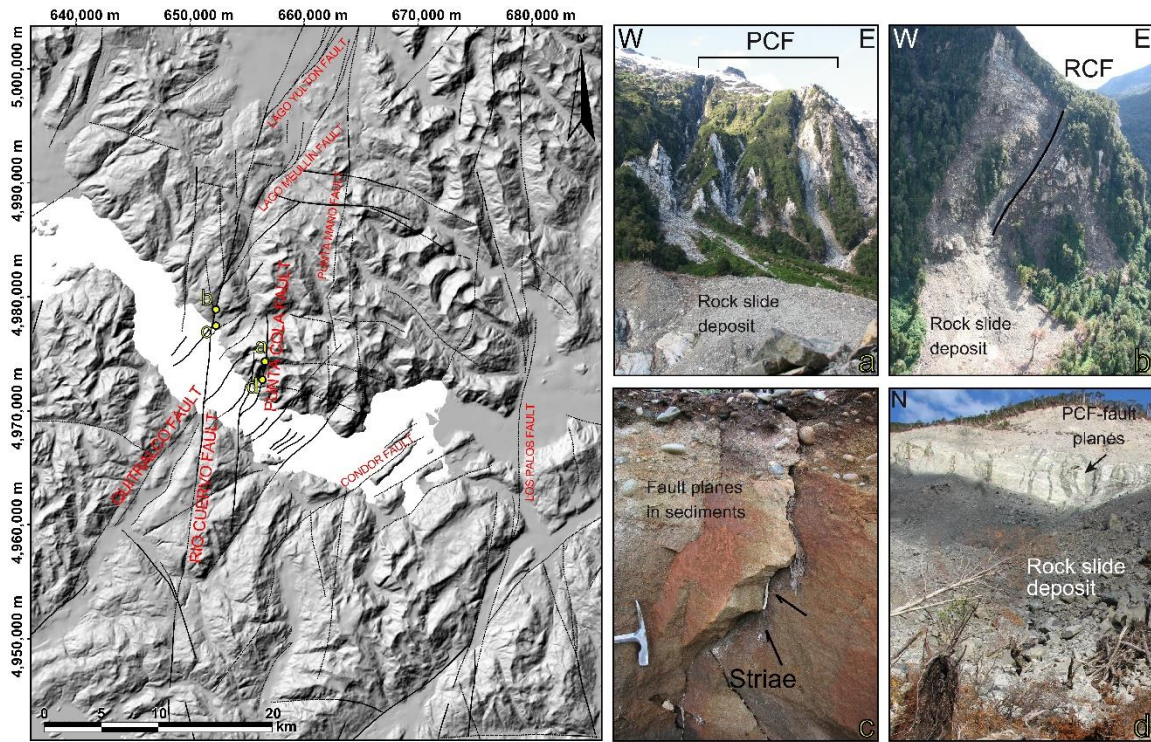 640,000 m 650,000 m 660,000 m 670,000 m 680,000 m
5,000,000 m
4,990,000 m
4,980,000 m
4,970,000 m
4,960,000 m
4,950,000 m
LAGO YULTON FAULT
LAGO MEULLÍN FAULT
PUNTA MANO FAULT
PUNTA COLA FAULT
b
c
a
d
QUITRALCO FAULT
RIO CUERVO FAULT
CONDOR FAULT
LOS PALOS FAULT
0 10 20
km
W PCF E
Rock slide
deposit
a
W E
RCF
Rock slide
deposit
b
Fault planes
in sediments
Striae
c
N
PCF-fault
planes
Rock slide
deposit
d